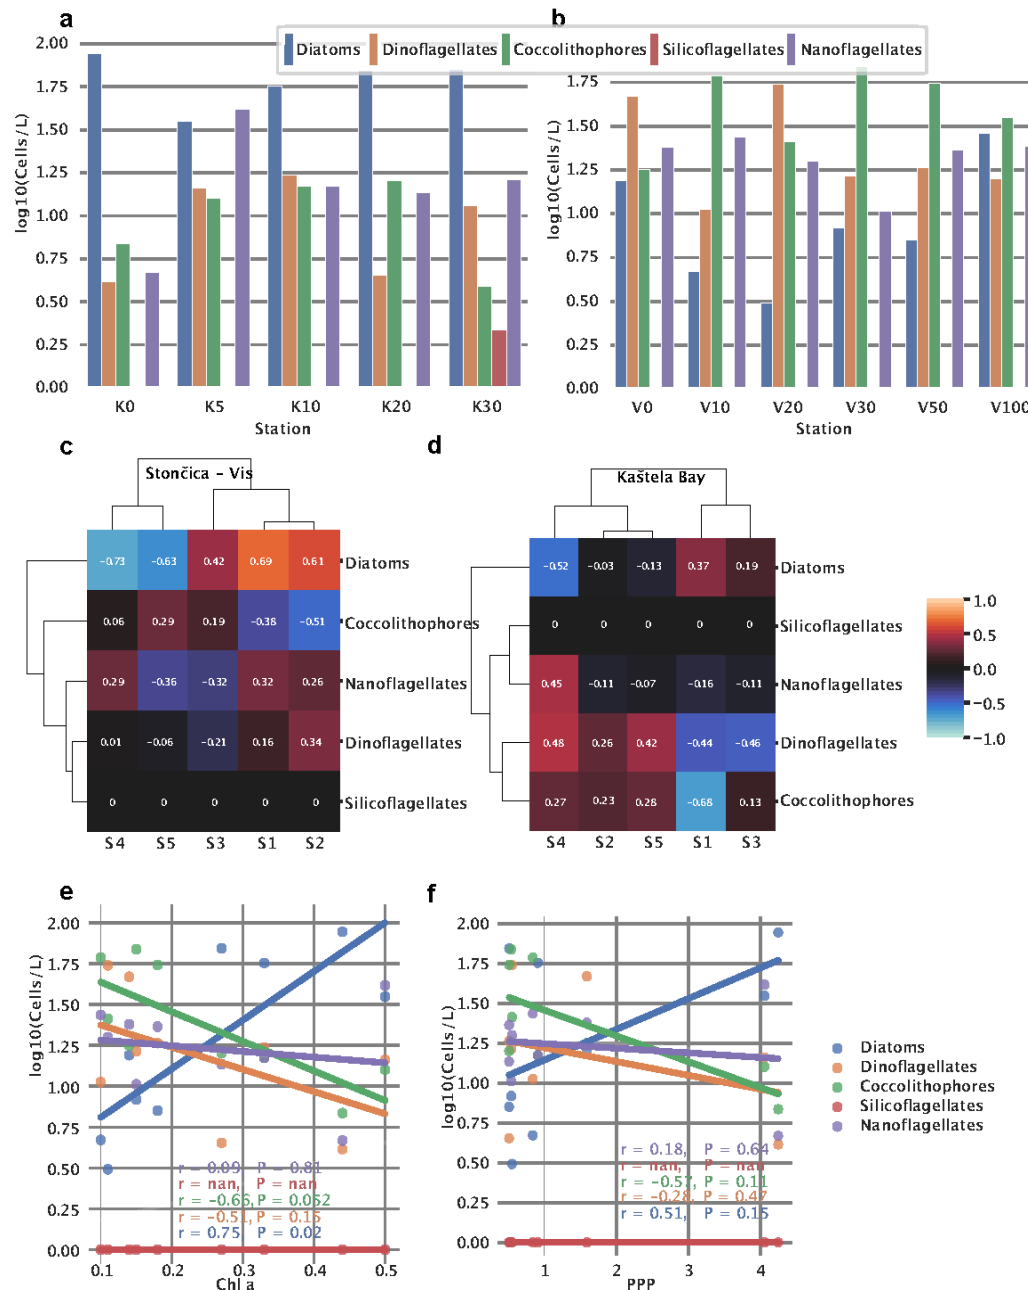 a
b
Diatoms Dinoflagellates Coccolithophores Silicoflagellates Nanoflagellates
2.00
1.75
1.50
1.25
1.00
0.75
0.50
0.25
0.00
log10(Cells/L)
K0 K5 K10 K20 K30
Station
2.00
1.75
1.50
1.25
1.00
0.75
0.50
0.25
0.00
log10(Cells/L)
V0 V10 V20 V30 V50 V100
Station
c
Stončica – Vis
−0.73 −0.63 0.42 0.69 0.61 Diatoms
0.06 0.29 0.19 −0.38 −0.51 Coccolithophores
0.29 −0.36 −0.32 0.32 0.26 Nanoflagellates
0.01 −0.06 −0.21 0.16 0.34 Dinoflagellates
0 0 0 0 0 Silicoflagellates
S4 S5 S3 S1 S2
d
Kaštela Bay
−0.52 −0.03 −0.13 0.37 0.19 Diatoms
0 0 0 0 0 Silicoflagellates
0.45 −0.11 −0.07 −0.16 −0.11 Nanoflagellates
0.48 0.26 0.42 −0.44 −0.46 Dinoflagellates
0.27 0.23 0.28 −0.68 0.13 Coccolithophores
S4 S2 S5 S1 S3
1.0
0.5
0.0
−0.5
−1.0
e
2.00
1.75
1.50
1.25
1.00
0.75
0.50
0.25
0.00
log10(Cells/L)
r = 0.09, P = 0.81
r = nan, P = nan
r = −0.66, P = 0.052
r = −0.51, P = 0.15
r = 0.75 P = 0.02
0.1 0.2 0.3 0.4 0.5
Chl a
f
2.00
1.75
1.50
1.25
1.00
0.75
0.50
0.25
0.00
log10(Cells/L)
r = 0.18, P = 0.64
r = nan, P = nan
r = −0.57, P = 0.11
r = −0.28, P = 0.47
r = 0.51, P = 0.15
1 2 3 4
PPP
Diatoms
Dinoflagellates
Coccolithophores
Silicoflagellates
Nanoflagellates